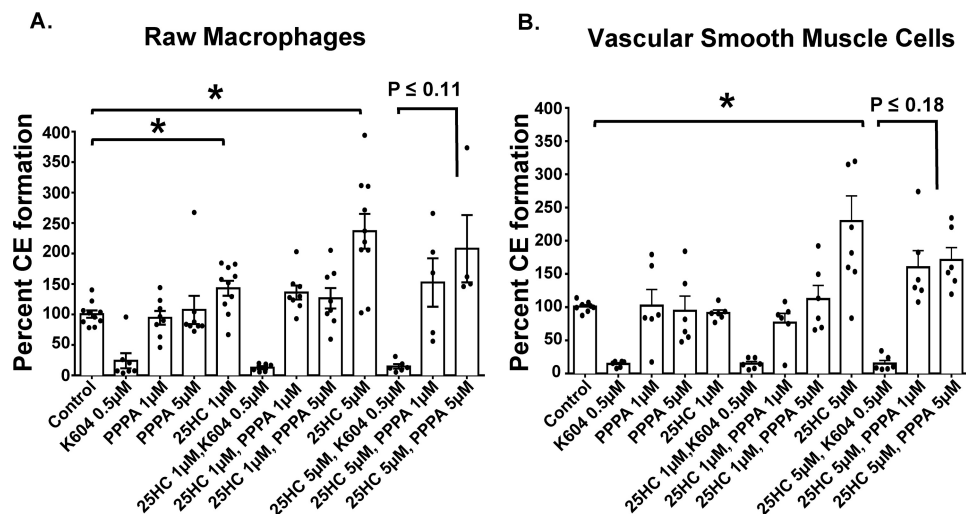 A.
Raw Macrophages
*
*
P ≤ 0.11
Percent CE formation
400
350
300
250
200
150
100
50
0
Control
K604 0.5µM
PPPA 1µM
PPPA 5µM
25HC 1µM
25HC 1µM,K604 0.5µM
25HC 1µM, PPPA 1µM
25HC 1µM, PPPA 5µM
25HC 5µM
25HC 5µM, K604 0.5µM
25HC 5µM, PPPA 1µM
25HC 5µM, PPPA 5µM
B.
Vascular Smooth Muscle Cells
*
P ≤ 0.18
Percent CE formation
400
350
300
250
200
150
100
50
0
Control
K604 0.5µM
PPPA 1µM
PPPA 5µM
25HC 1µM
25HC 1µM,K604 0.5µM
25HC 1µM, PPPA 1µM
25HC 1µM, PPPA 5µM
25HC 5µM
25HC 5µM, K604 0.5µM
25HC 5µM, PPPA 1µM
25HC 5µM, PPPA 5µM